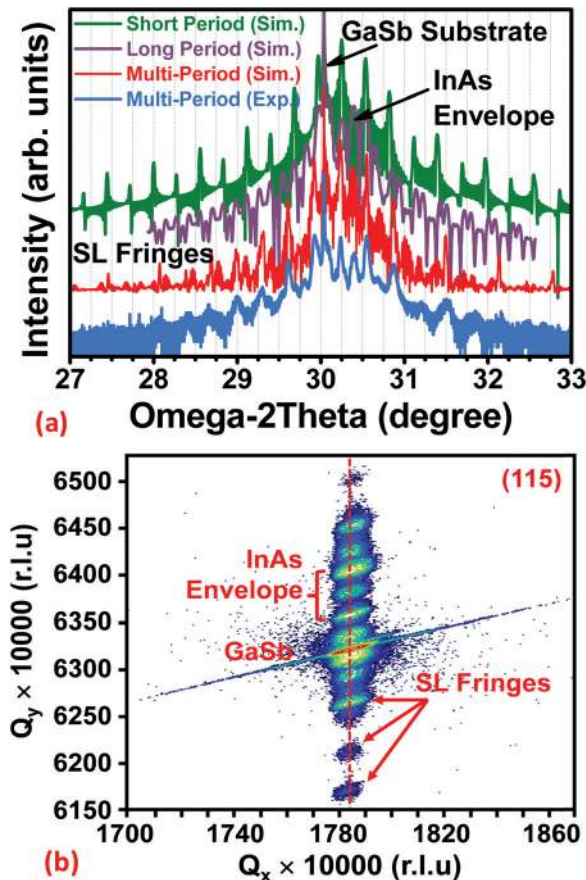 Short Period (Sim.)
Long Period (Sim.)
Multi-Period (Sim.)
Multi-Period (Exp.)
GaSb Substrate
InAs
Envelope
SL Fringes
Intensity (arb. units)
27 28 29 30 31 32 33
Omega-2Theta (degree)
(a)
(115)
6500
6450
6400
6350
6300
6250
6200
6150
InAs
Envelope
GaSb
SL Fringes
Qy × 10000 (r.l.u)
1700 1740 1780 1820 1860
Qx × 10000 (r.l.u)
(b)